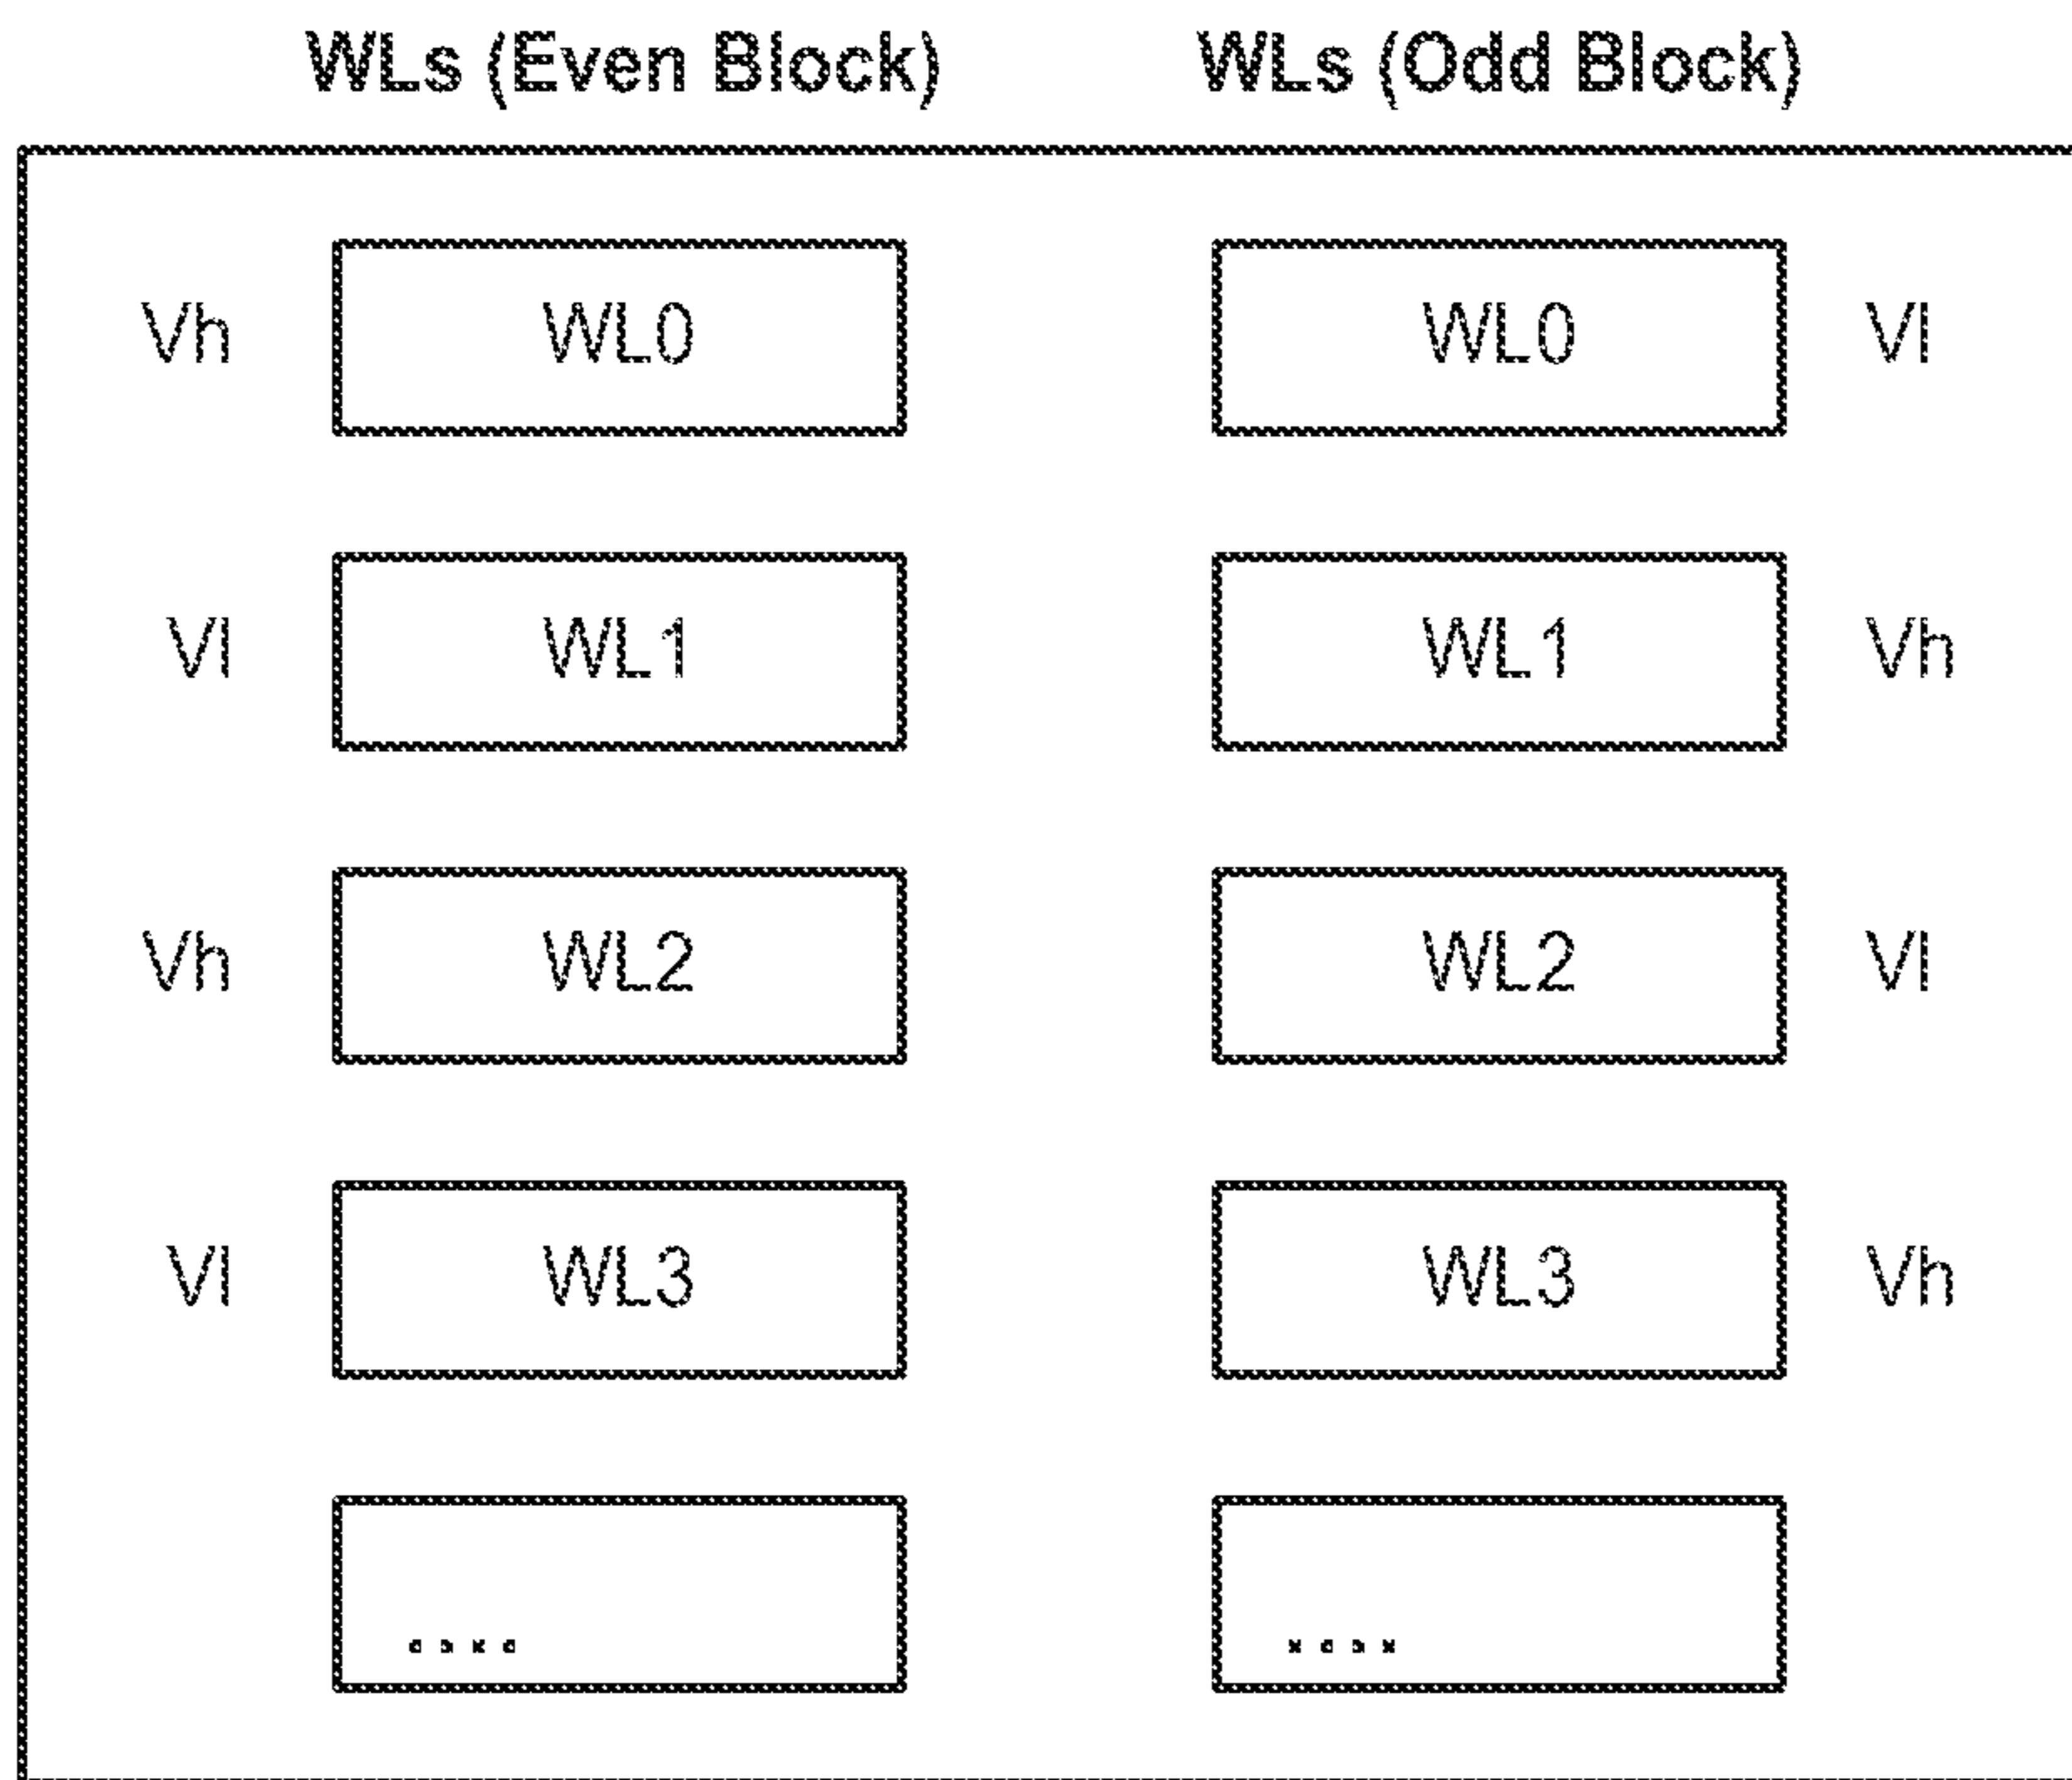 WLs (Even Block) WLs (Odd Block)
Vh WL0 WL0 Vl
Vl WL1 WL1 Vh
Vh WL2 WL2 Vl
Vl WL3 WL3 Vh
.... ....